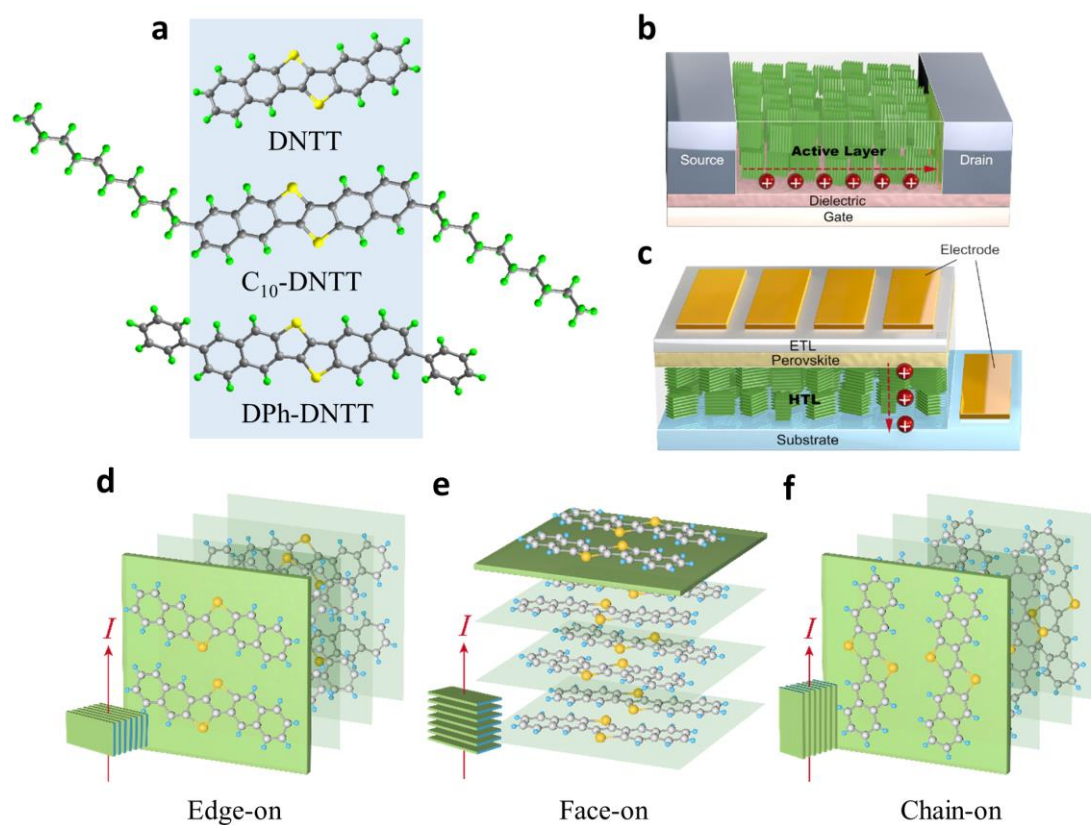 a
DNTT
C₁₀-DNTT
DPh-DNTT
b
Source
Active Layer
Drain
+ + + + + +
Dielectric
Gate
c
Electrode
ETL
Perovskite
HTL
+
+
+
Substrate
d
I
Edge-on
e
I
Face-on
f
I
Chain-on